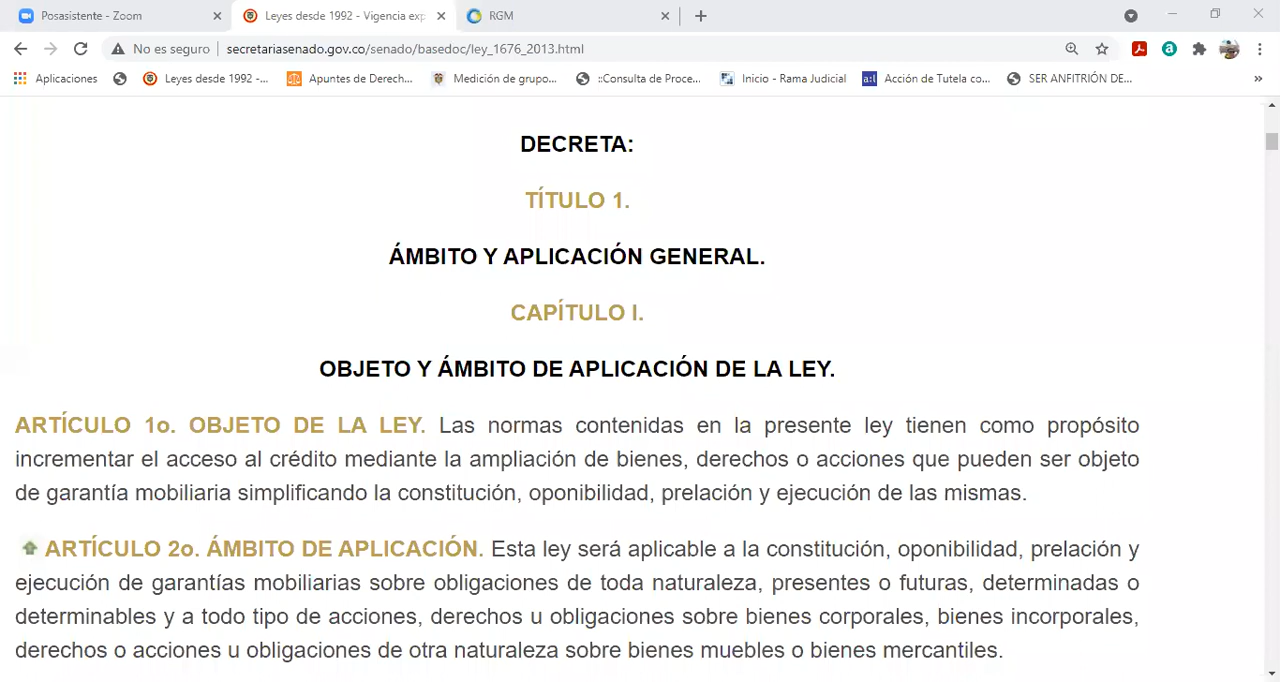 Posasistente - Zoom
Leyes desde 1992 - Vigencia exp
RGM
No es seguro
secretariasenado.gov.co/senado/basedoc/ley_1676_2013.html
Aplicaciones
Leyes desde 1992 -...
Apuntes de Derech...
Medición de grupo...
::Consulta de Proce...
Inicio - Rama Judicial
Acción de Tutela co...
SER ANFITRIÓN DE...
DECRETA:
TÍTULO 1.
ÁMBITO Y APLICACIÓN GENERAL.
CAPÍTULO I.
OBJETO Y ÁMBITO DE APLICACIÓN DE LA LEY.
ARTÍCULO 1o. OBJETO DE LA LEY. Las normas contenidas en la presente ley tienen como propósito
incrementar el acceso al crédito mediante la ampliación de bienes, derechos o acciones que pueden ser objeto
de garantía mobiliaria simplificando la constitución, oponibilidad, prelación y ejecución de las mismas.
ARTÍCULO 2o. ÁMBITO DE APLICACIÓN. Esta ley será aplicable a la constitución, oponibilidad, prelación y
ejecución de garantías mobiliarias sobre obligaciones de toda naturaleza, presentes o futuras, determinadas o
determinables y a todo tipo de acciones, derechos u obligaciones sobre bienes corporales, bienes incorporales,
derechos o acciones u obligaciones de otra naturaleza sobre bienes muebles o bienes mercantiles.